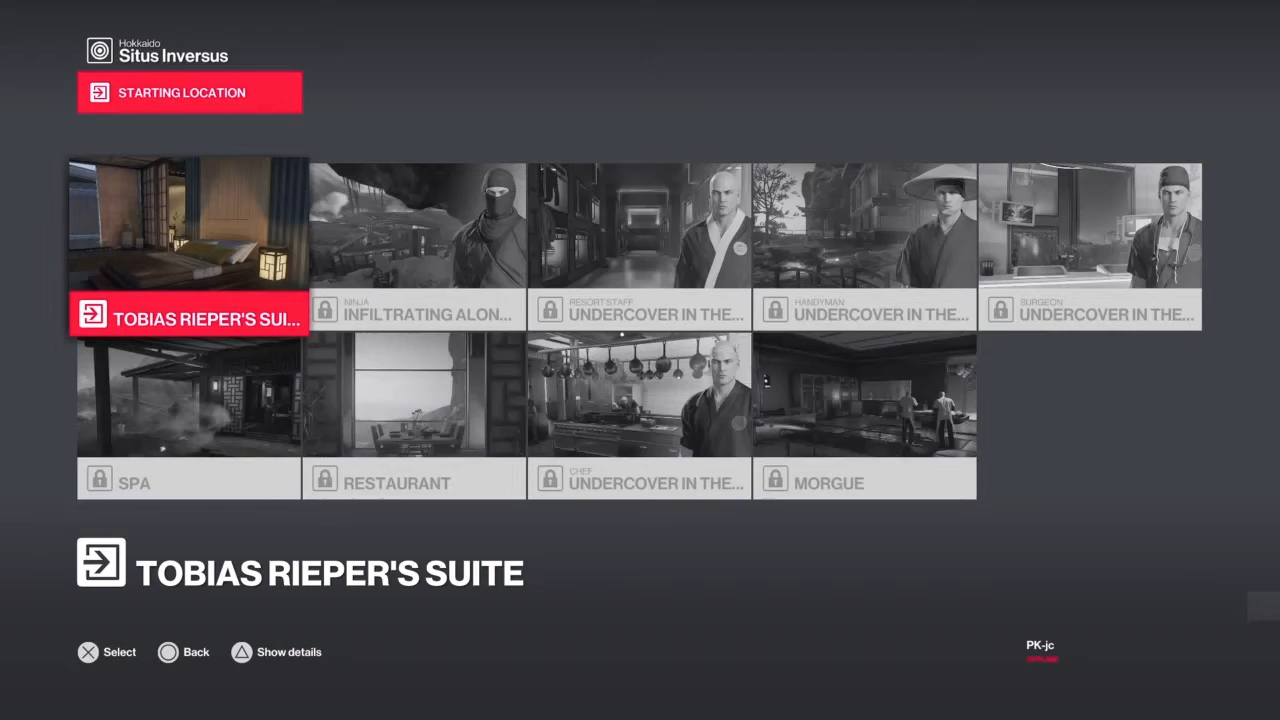 Hokkaido
Situs Inversus
STARTING LOCATION
TOBIAS RIEPER'S SUI...
NINJA
INFILTRATING ALON...
RESORT STAFF
UNDERCOVER IN THE...
HANDYMAN
UNDERCOVER IN THE...
SURGEON
UNDERCOVER IN THE...
SPA
RESTAURANT
CHEF
UNDERCOVER IN THE...
MORGUE
TOBIAS RIEPER'S SUITE
Select
Back
Show details
PK-jc
OFFLINE